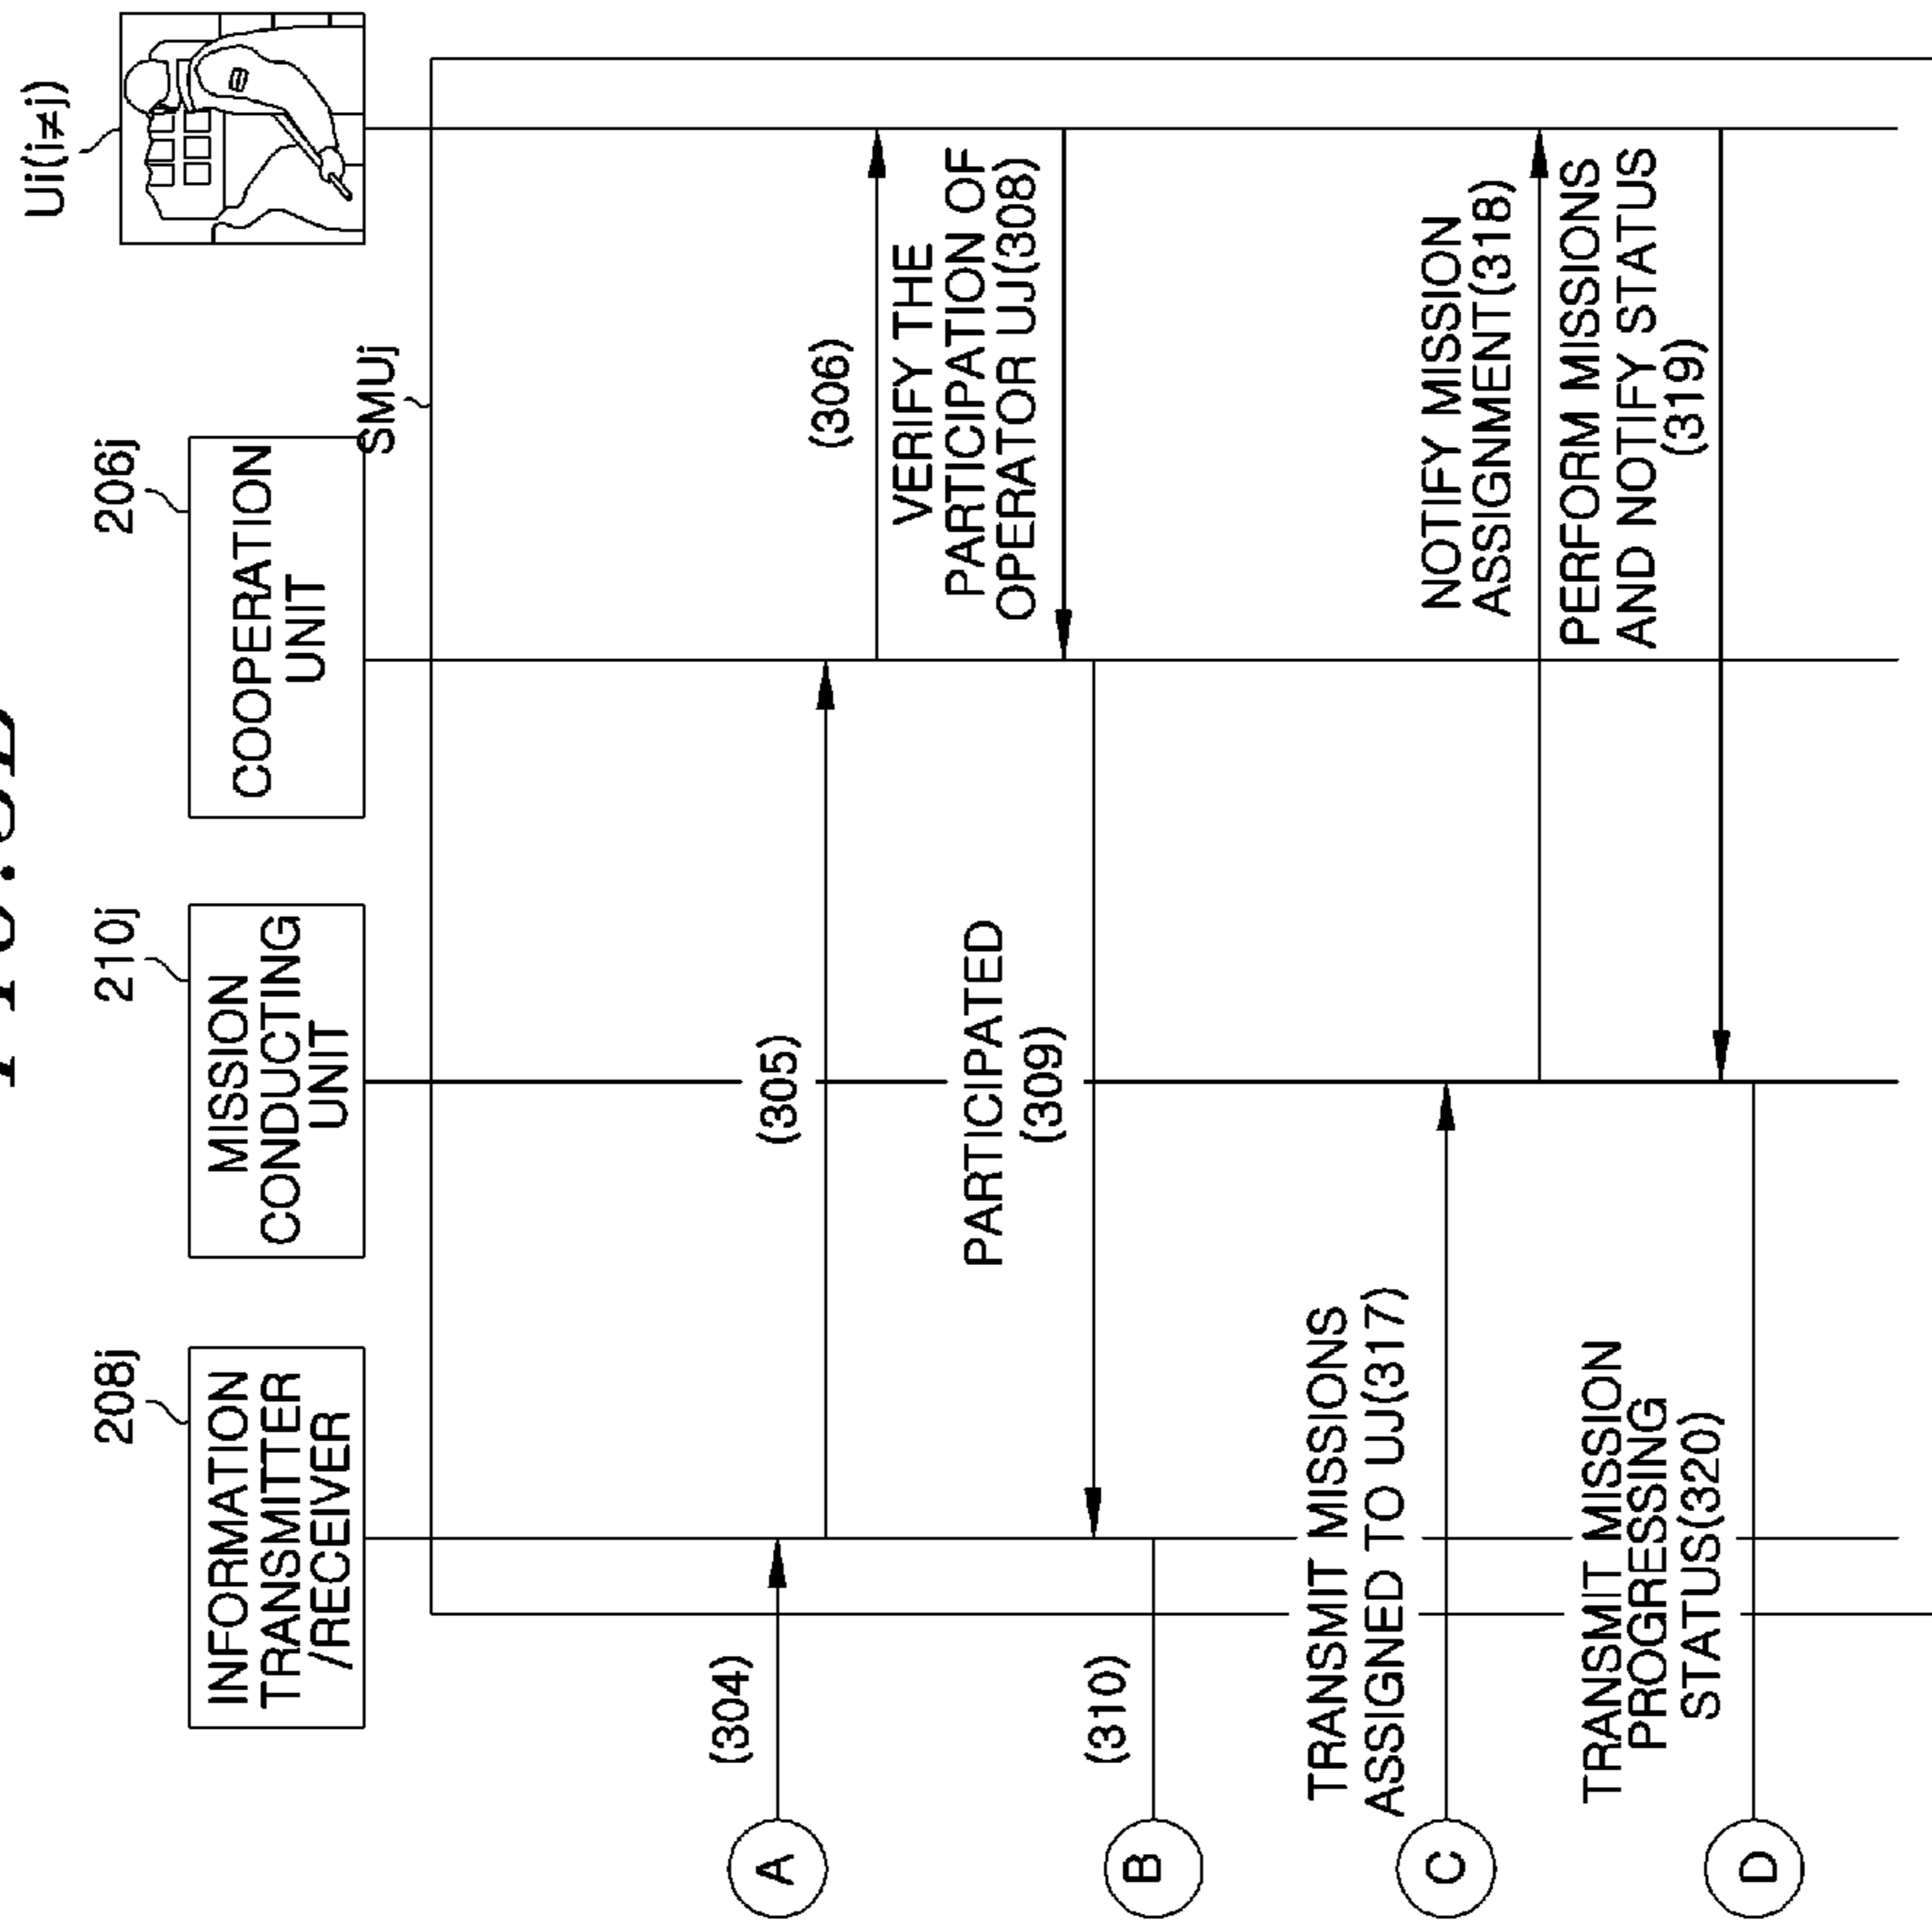 Ui(i≠j)
208j
210j
206j
INFORMATION
TRANSMITTER
/RECEIVER
MISSION
CONDUCTING
UNIT
COOPERATION
UNIT
SMUj
(304)
A
(305)
(306)
VERIFY THE
PARTICIPATION OF
OPERATOR UJ(308)
PARTICIPATED
(309)
(310)
B
TRANSMIT MISSIONS
ASSIGNED TO UJ(317)
C
NOTIFY MISSION
ASSIGNMENT(318)
PERFORM MISSIONS
AND NOTIFY STATUS
(319)
TRANSMIT MISSION
PROGRESSING
STATUS(320)
D